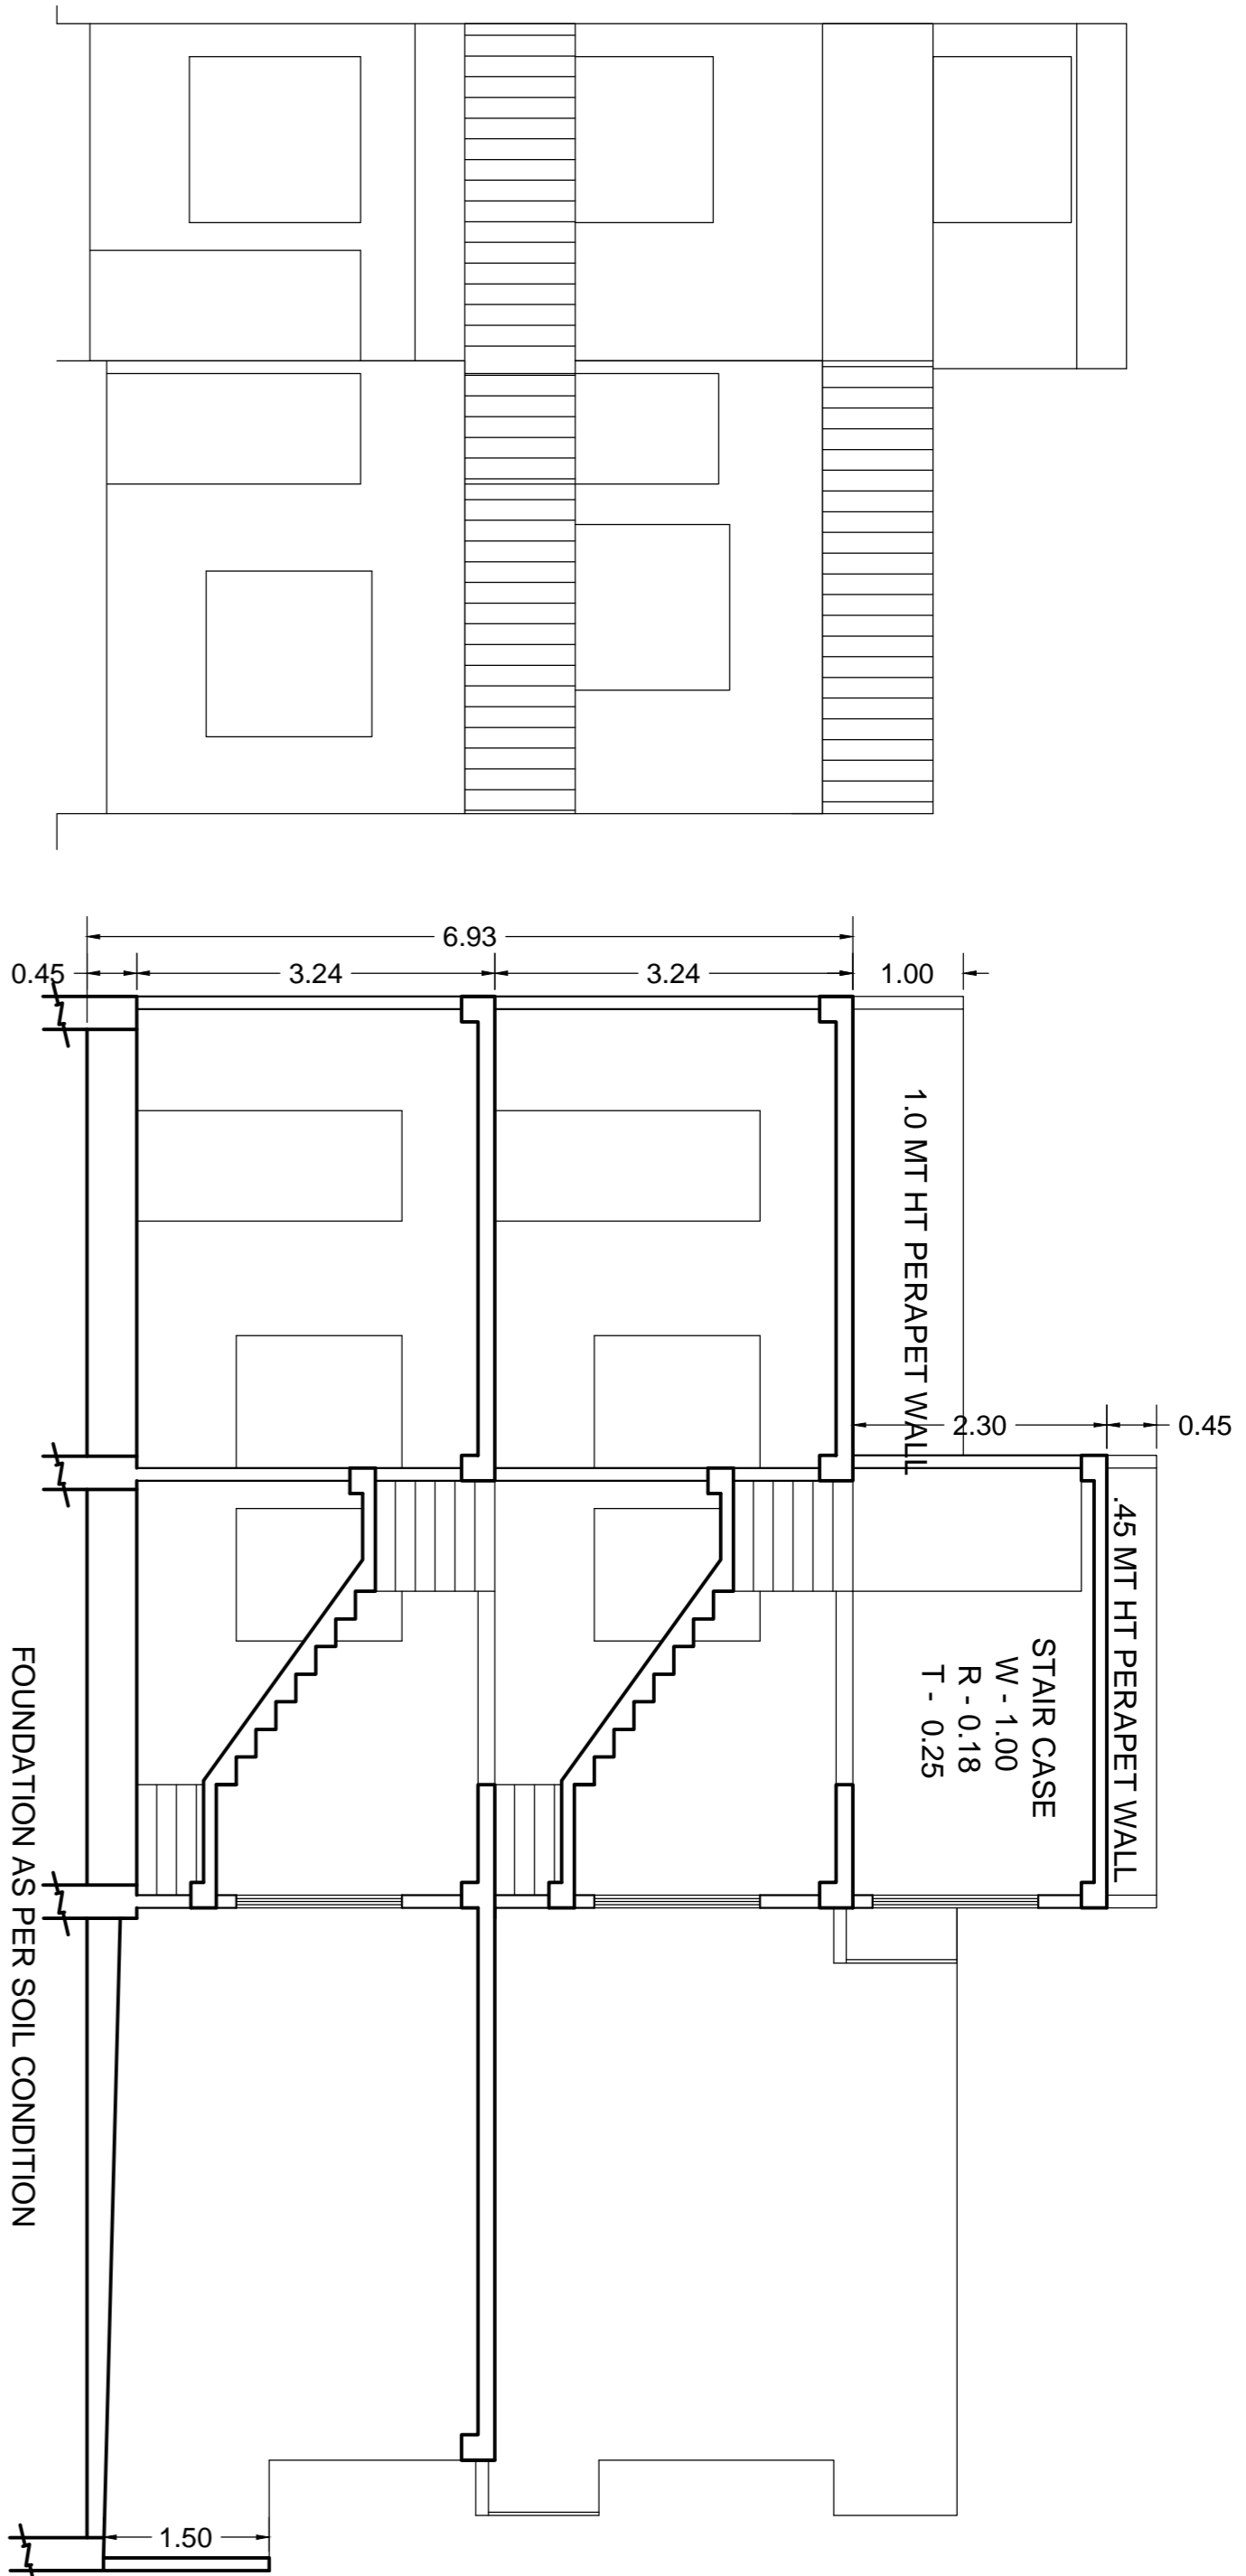 6.93
0.45
3.24
3.24
1.00
1.0 MT HT PERAPET WALL
2.30
0.45
.45 MT HT PERAPET WALL
STAIR CASE
W - 1.00
R - 0.18
T - 0.25
FOUNDATION AS PER SOIL CONDITION
1.50